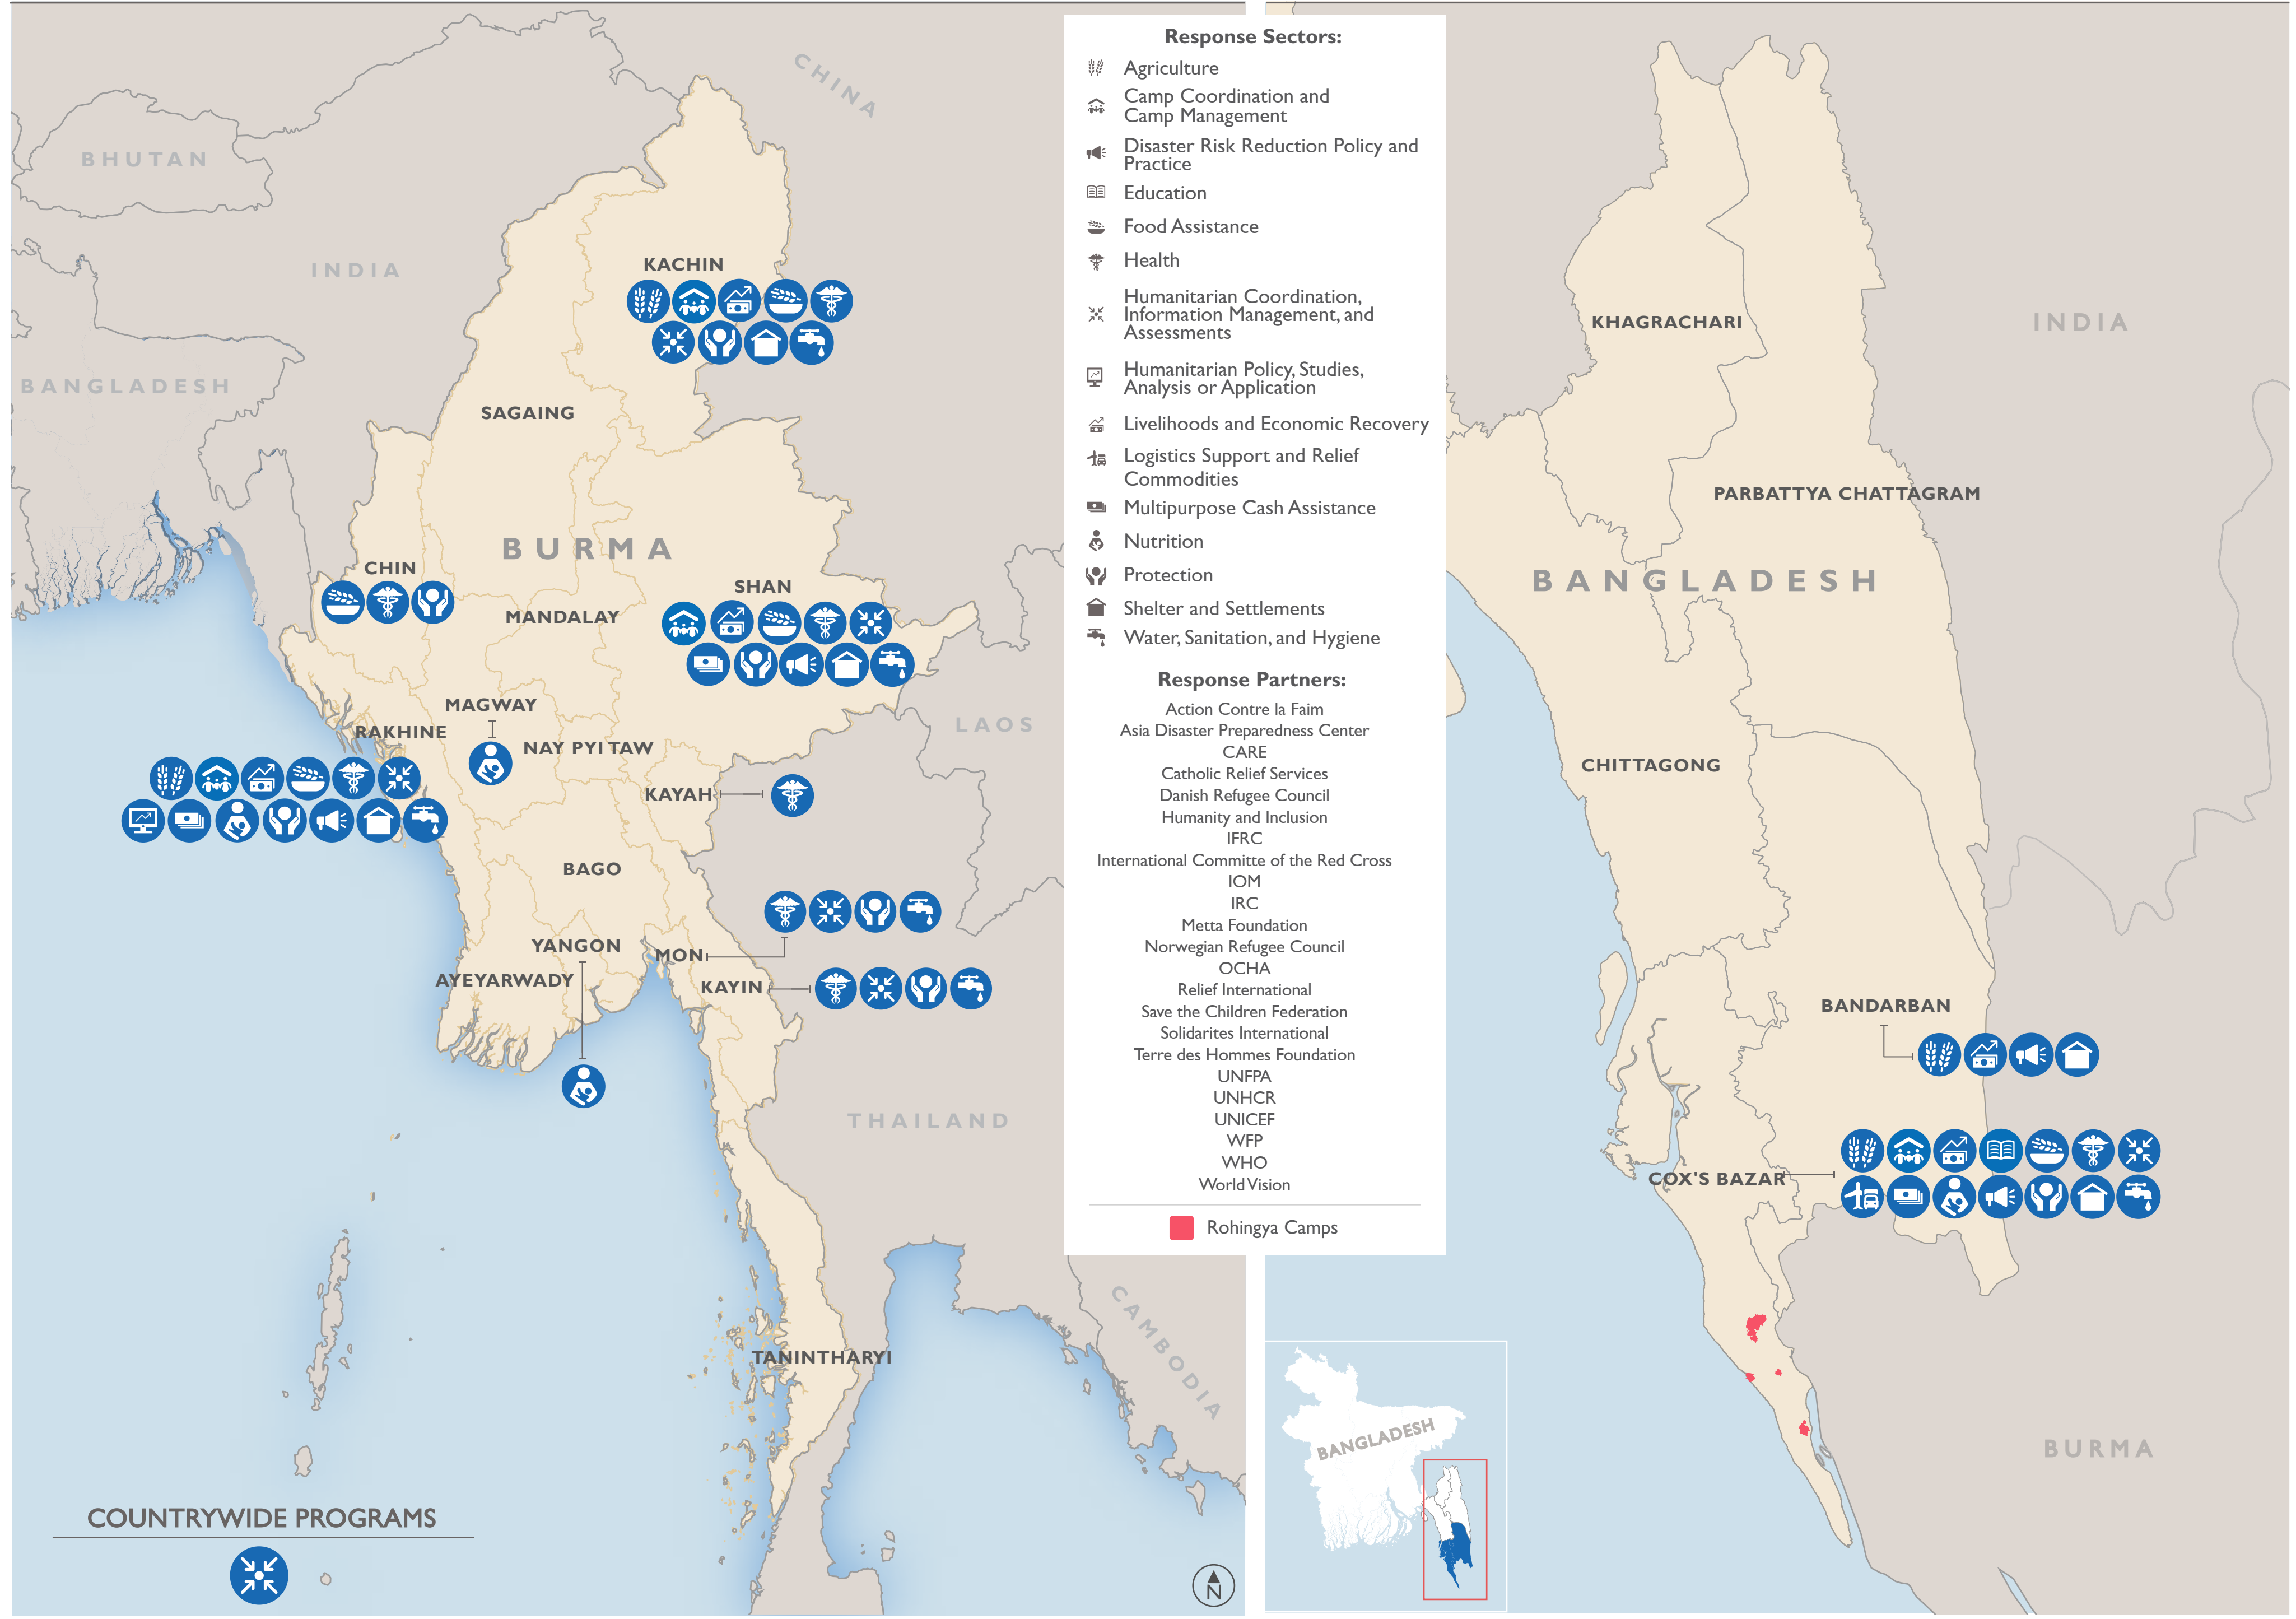 CHINA
BHUTAN
INDIA
BANGLADESH
KACHIN
SAGAING
CHIN
BURMA
SHAN
MANDALAY
MAGWAY
RAKHINE
NAY PYI TAW
LAOS
KAYAH
BAGO
YANGON
MON
AYEYARWADY
KAYIN
THAILAND
CAMBODIA
TANINTHARYI
COUNTRYWIDE PROGRAMS
N
Response Sectors:
Agriculture
Camp Coordination and
Camp Management
Disaster Risk Reduction Policy and
Practice
Education
Food Assistance
Health
Humanitarian Coordination,
Information Management, and
Assessments
Humanitarian Policy, Studies,
Analysis or Application
Livelihoods and Economic Recovery
Logistics Support and Relief
Commodities
Multipurpose Cash Assistance
Nutrition
Protection
Shelter and Settlements
Water, Sanitation, and Hygiene
Response Partners:
Action Contre la Faim
Asia Disaster Preparedness Center
CARE
Catholic Relief Services
Danish Refugee Council
Humanity and Inclusion
IFRC
International Committe of the Red Cross
IOM
IRC
Metta Foundation
Norwegian Refugee Council
OCHA
Relief International
Save the Children Federation
Solidarites International
Terre des Hommes Foundation
UNFPA
UNHCR
UNICEF
WFP
WHO
World Vision
Rohingya Camps
KHAGRACHARI
INDIA
PARBATTYA CHATTAGRAM
BANGLADESH
CHITTAGONG
BANDARBAN
COX'S BAZAR
BURMA
BANGLADESH